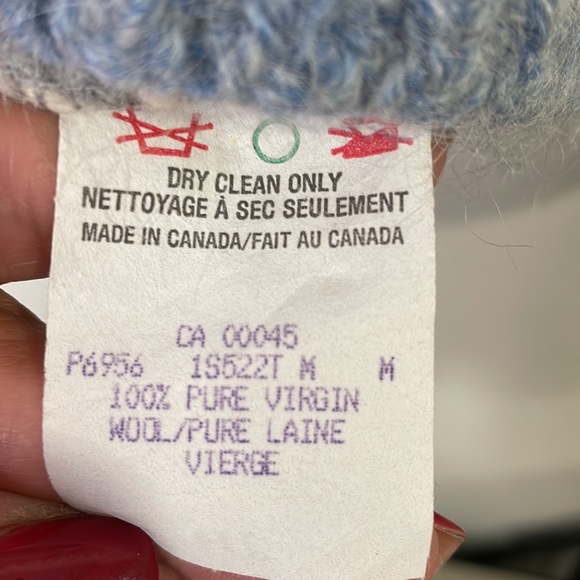 DRY CLEAN ONLY
NETTOYAGE À SEC SEULEMENT
MADE IN CANADA/FAIT AU CANADA
CA 00045
P6956 1S522T M M
100% PURE VIRGIN
WOOL/PURE LAINE
VIERGE